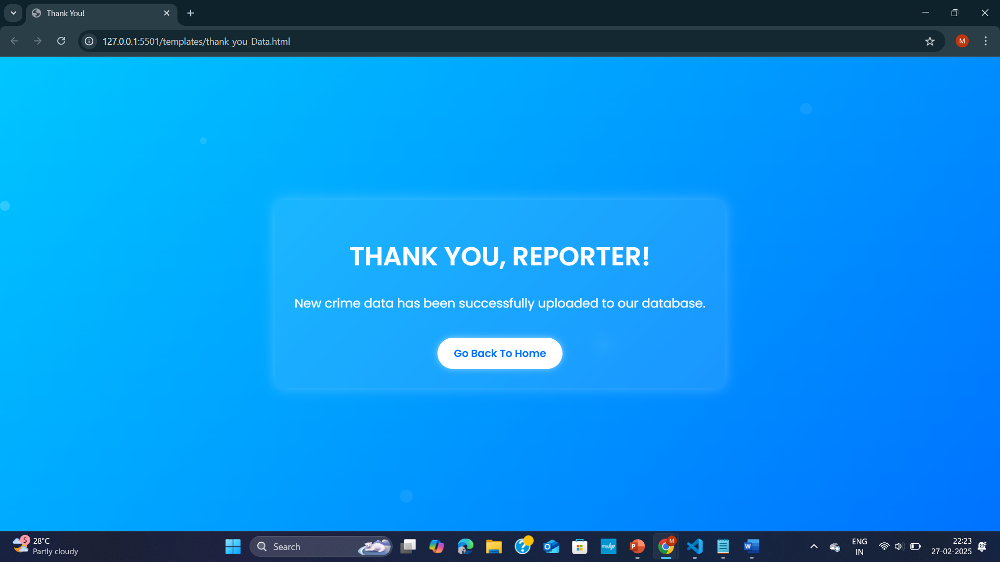 Thank You!
127.0.0.1:5501/templates/thank_you_Data.html
M
THANK YOU, REPORTER!
New crime data has been successfully uploaded to our database.
Go Back To Home
5
28°C
Partly cloudy
Search
myhp
P
M
W
ENG
IN
22:23
27-02-2025